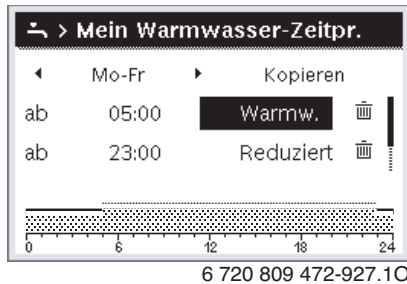 > Mein Warmwasser-Zeitpr.
Mo-Fr Kopieren
ab 05:00 Warmw.
ab 23:00 Reduziert
0 6 12 18 24
6 720 809 472-927.1O